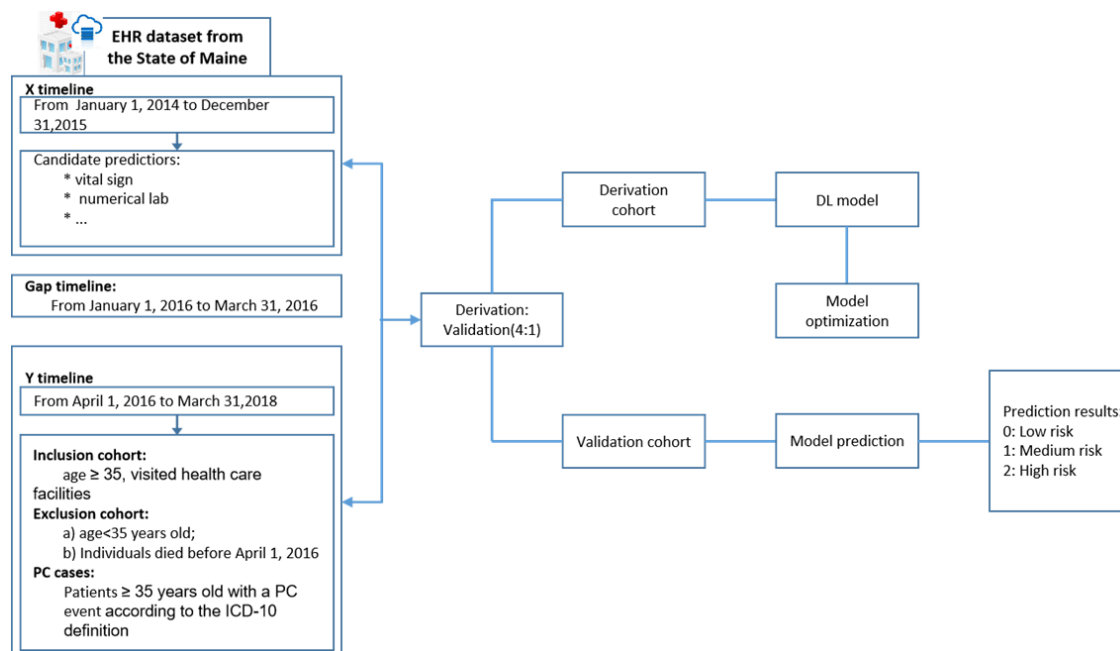 EHR dataset from
the State of Maine
X timeline
From January 1, 2014 to December
31,2015
Candidate predictiors:
* vital sign
* numerical lab
* ...
Gap timeline:
From January 1, 2016 to March 31, 2016
Y timeline
From April 1, 2016 to March 31,2018
Inclusion cohort:
age ≥ 35, visited health care
facilities
Exclusion cohort:
a) age<35 years old;
b) Individuals died before April 1, 2016
PC cases:
Patients ≥ 35 years old with a PC
event according to the ICD-10
definition
Derivation:
Validation(4:1)
Derivation
cohort
DL model
Model
optimization
Validation cohort
Model prediction
Prediction results:
0: Low risk
1: Medium risk
2: High risk